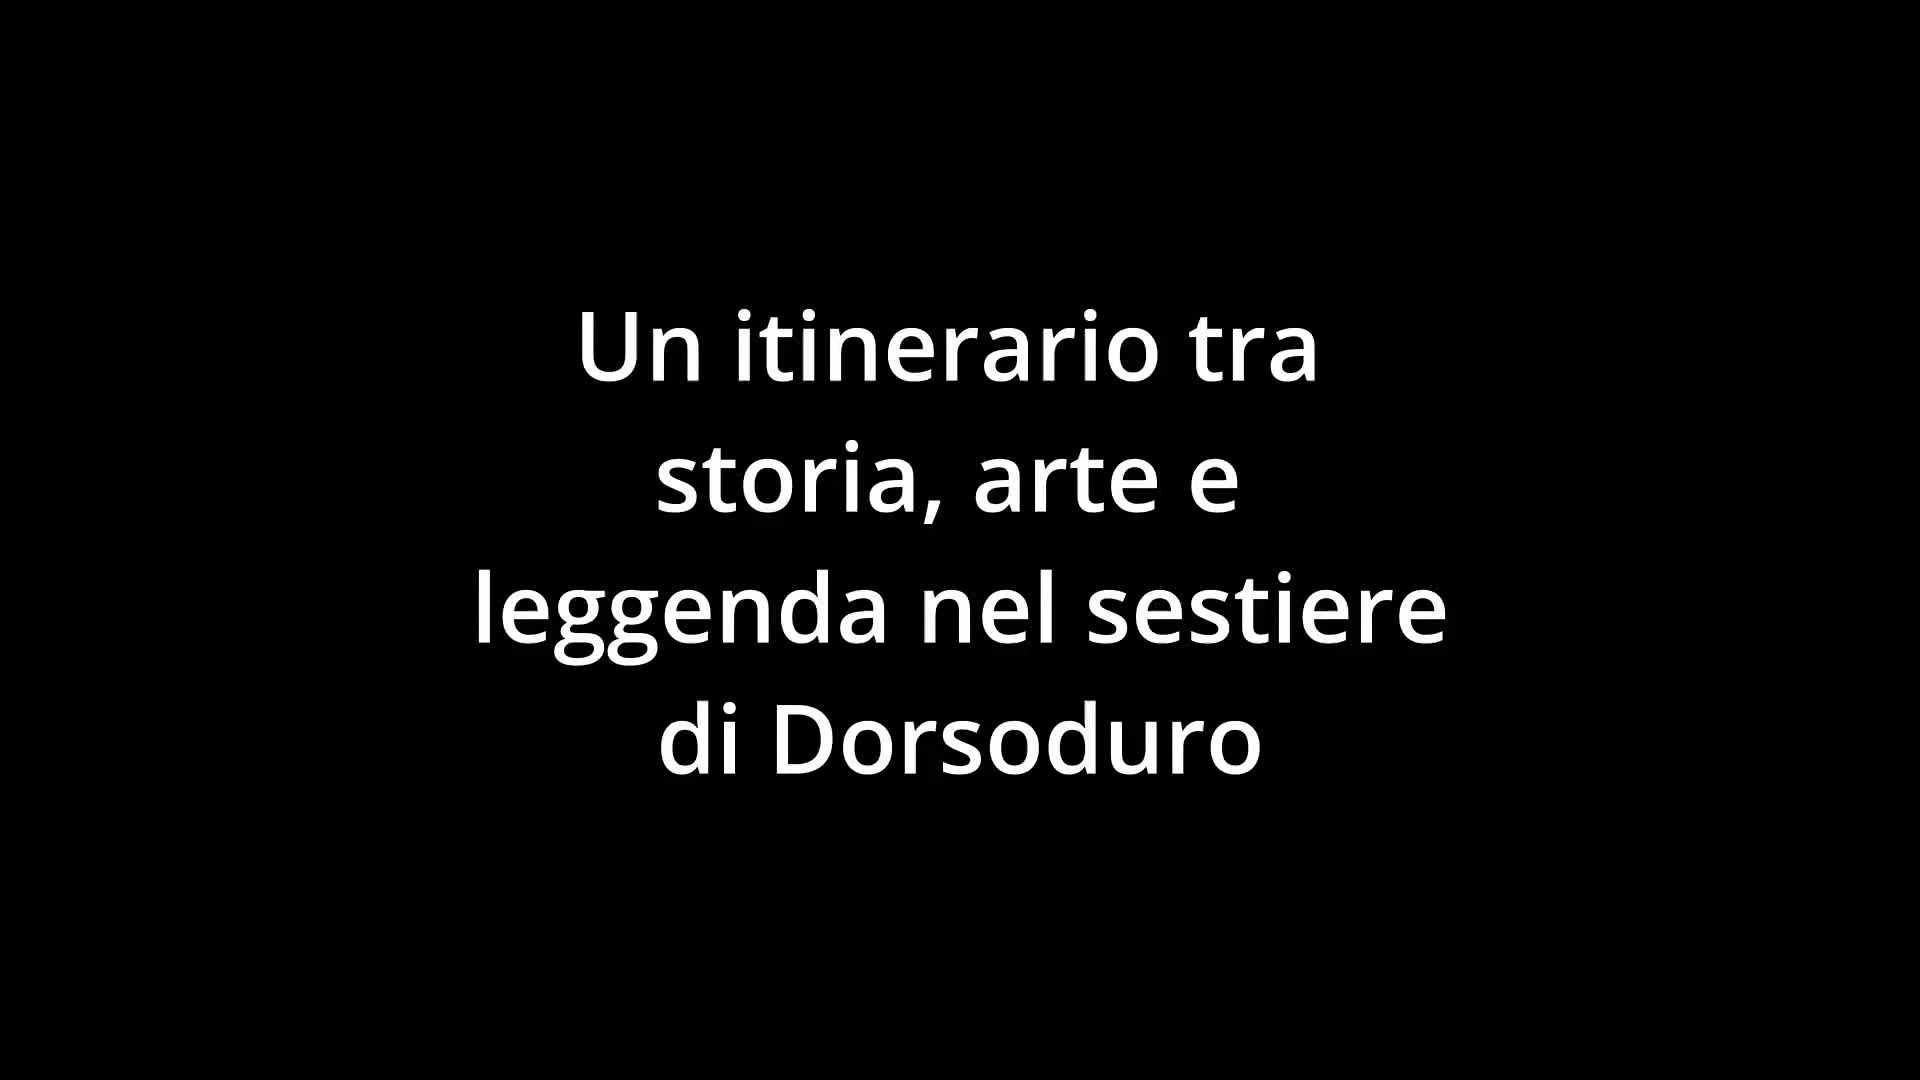 Un itinerario tra
storia, arte e
leggenda nel sestiere
di Dorsoduro